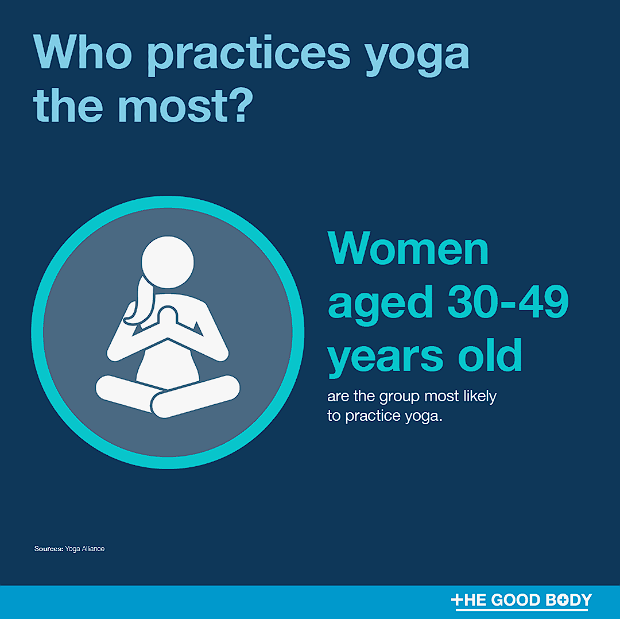 Who practices yoga
the most?
Women
aged 30-49
years old
are the group most likely
to practice yoga.
Sources: Yoga Alliance
THE GOOD BODY